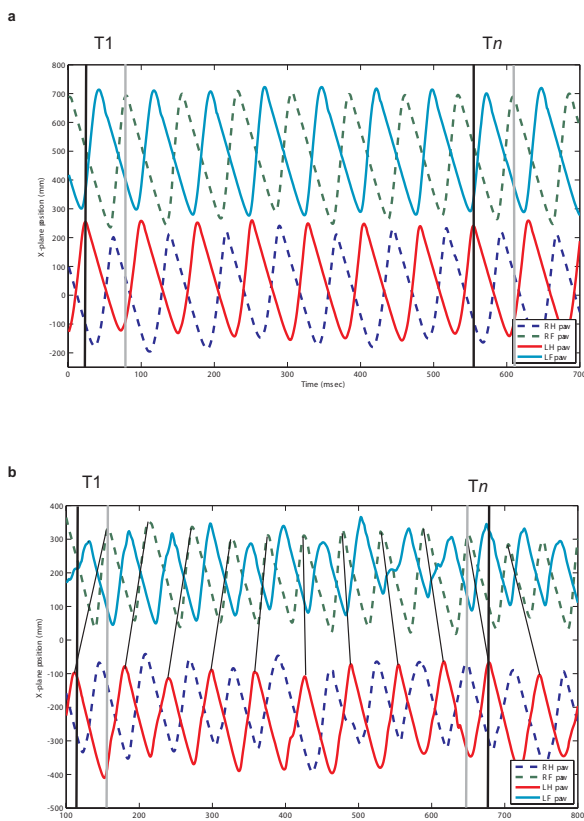 a
T1 Tn
800
700
600
500
400
300
200
100
0
-100
-200
X-plane position (mm)
0 100 200 300 400 500 600 700
Time (msec)
RH paw
RF paw
LH paw
LF paw
b
T1 Tn
400
300
200
100
0
-100
-200
-300
-400
-500
X-plane position (mm)
100 200 300 400 500 600 700 800
RH paw
RF paw
LH paw
LF paw